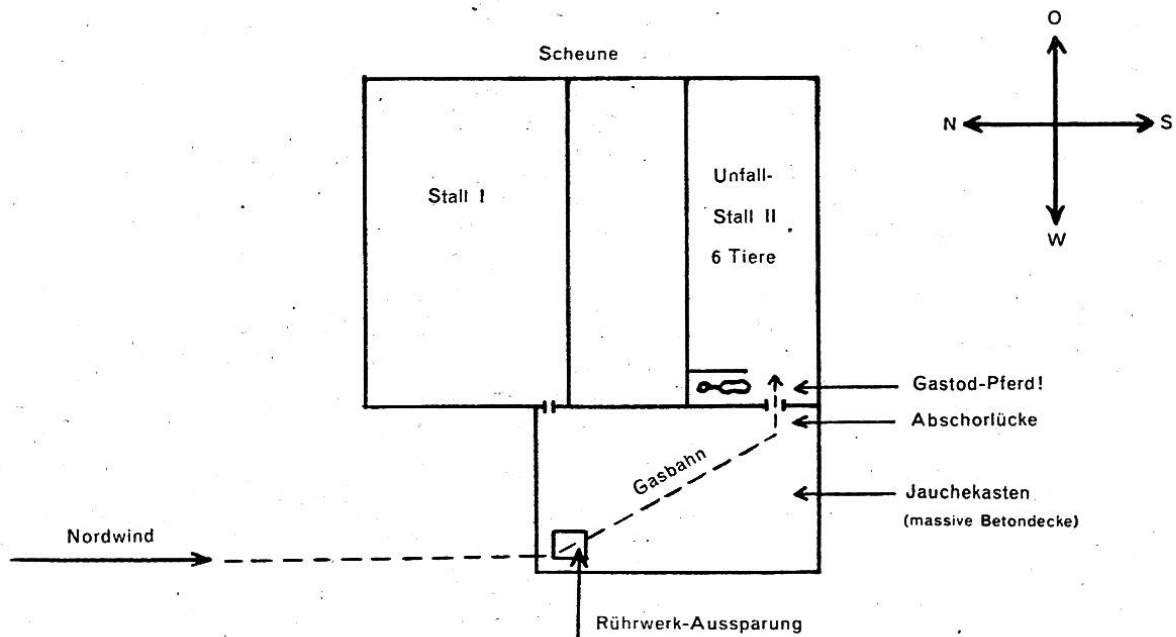 Scheune
O
N
S
W
Stall I
Unfall-
Stall II
6 Tiere
Gastod-Pferd!
Abschorlücke
Gasbahn
Jauchekasten
(massive Betondecke)
Nordwind
Rührwerk-Aussparung